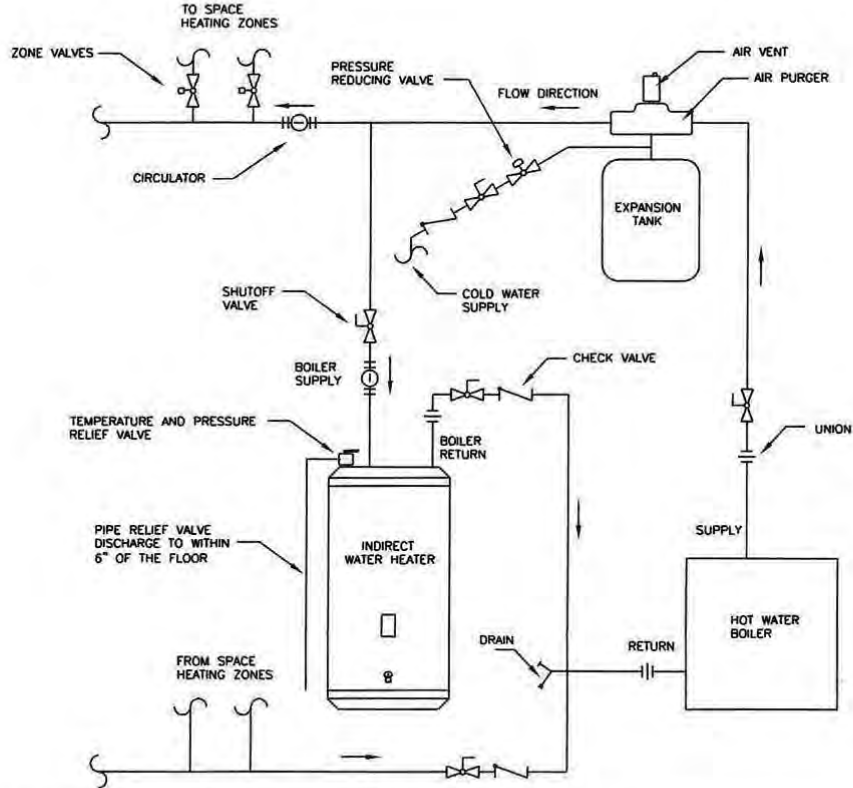 TO SPACE
HEATING ZONES
ZONE VALVES
PRESSURE
REDUCING VALVE
FLOW DIRECTION
AIR VENT
AIR PURGER
CIRCULATOR
EXPANSION
TANK
COLD WATER
SUPPLY
SHUTOFF
VALVE
BOILER
SUPPLY
CHECK VALVE
TEMPERATURE AND PRESSURE
RELIEF VALVE
BOILER
RETURN
UNION
SUPPLY
PIPE RELIEF VALVE
DISCHARGE TO WITHIN
6" OF THE FLOOR
INDIRECT
WATER HEATER
HOT WATER
BOILER
DRAIN
RETURN
FROM SPACE
HEATING ZONES